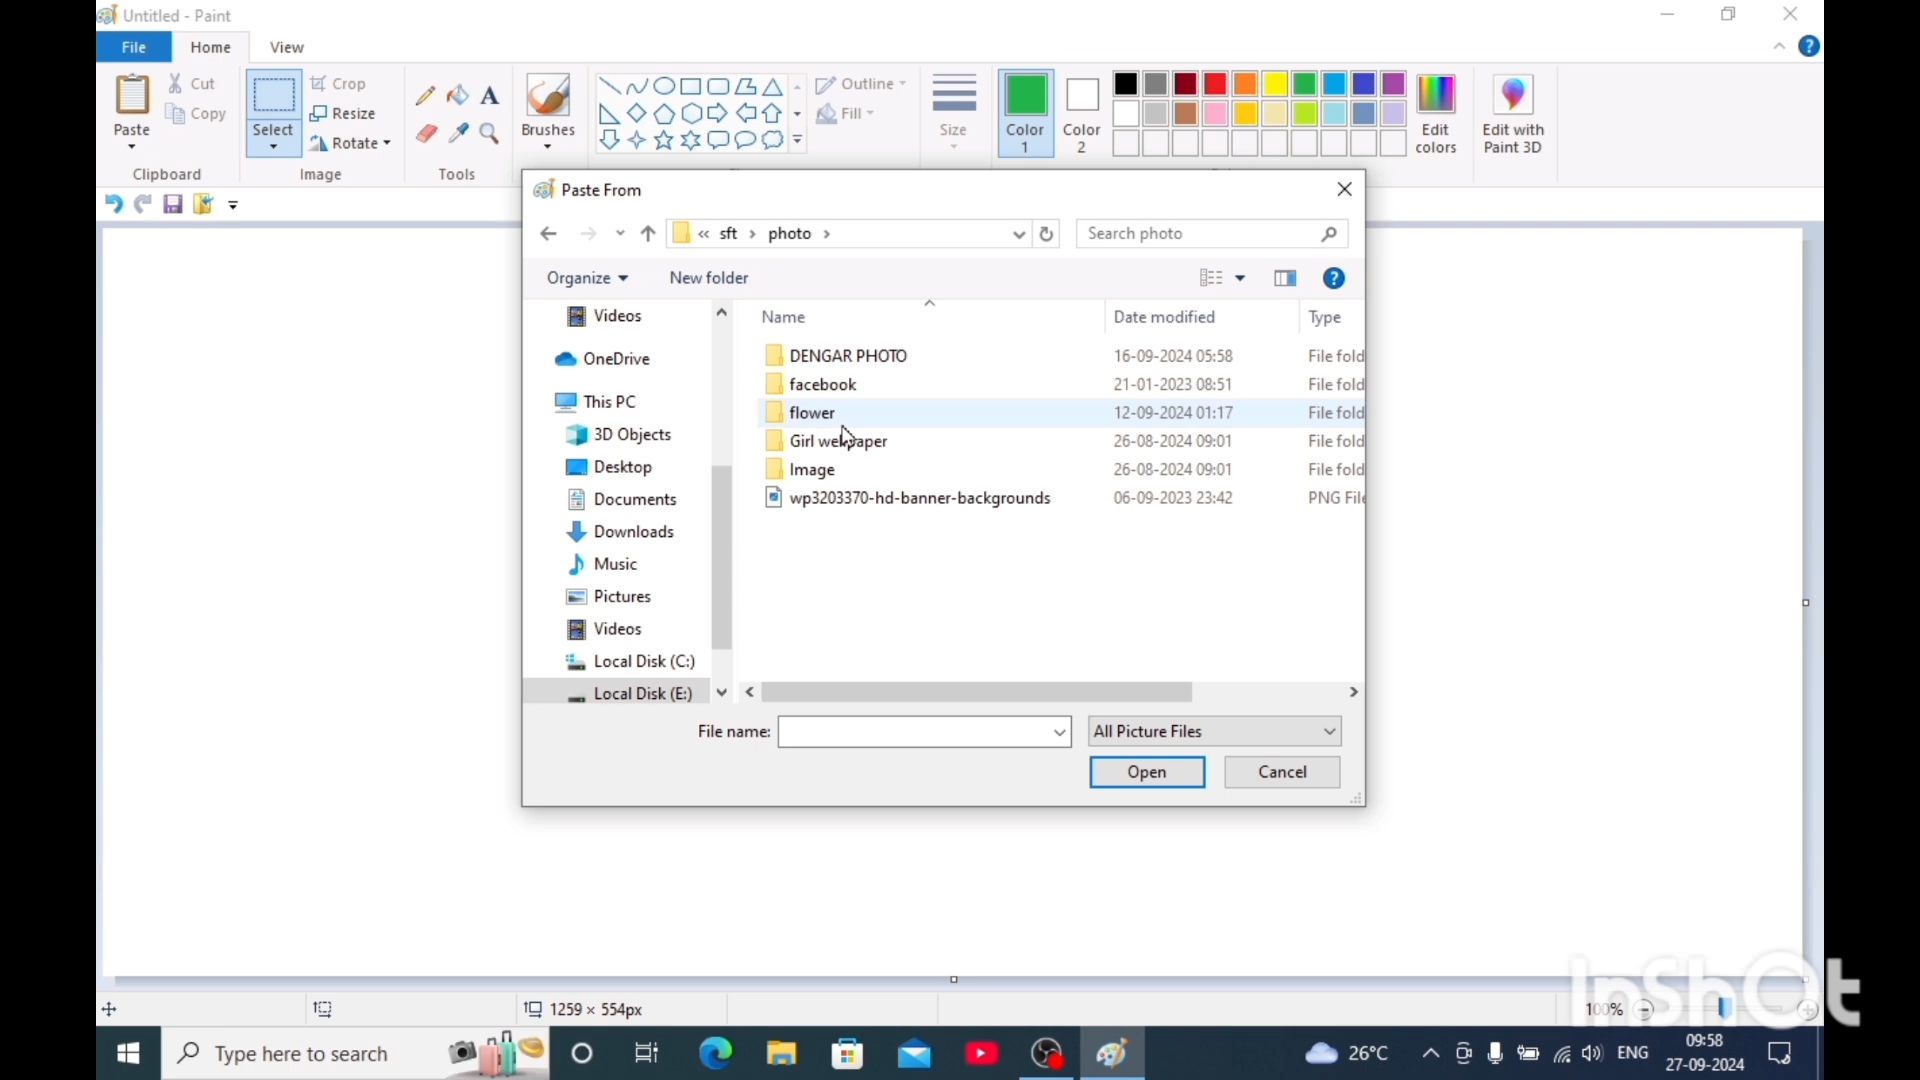 Untitled - Paint
File Home View
Paste
Cut
Copy
Clipboard
Select
Crop
Resize
Rotate
Image
A
Tools
Brushes
Outline
Fill
Size
Color 1
Color 2
Edit colors
Edit with Paint 3D
Paste From
« sft > photo >
Search photo
Organize New folder
Videos
OneDrive
This PC
3D Objects
Desktop
Documents
Downloads
Music
Pictures
Videos
Local Disk (C:)
Local Disk (E:)
Name Date modified Type
DENGAR PHOTO 16-09-2024 05:58 File fold
facebook 21-01-2023 08:51 File fold
flower 12-09-2024 01:17 File fold
Girl welpaper 26-08-2024 09:01 File fold
Image 26-08-2024 09:01 File fold
wp3203370-hd-banner-backgrounds 06-09-2023 23:42 PNG File
File name: All Picture Files
Open Cancel
1259 × 554px
100%
InShOt
Type here to search
26°C
ENG
09:58
27-09-2024